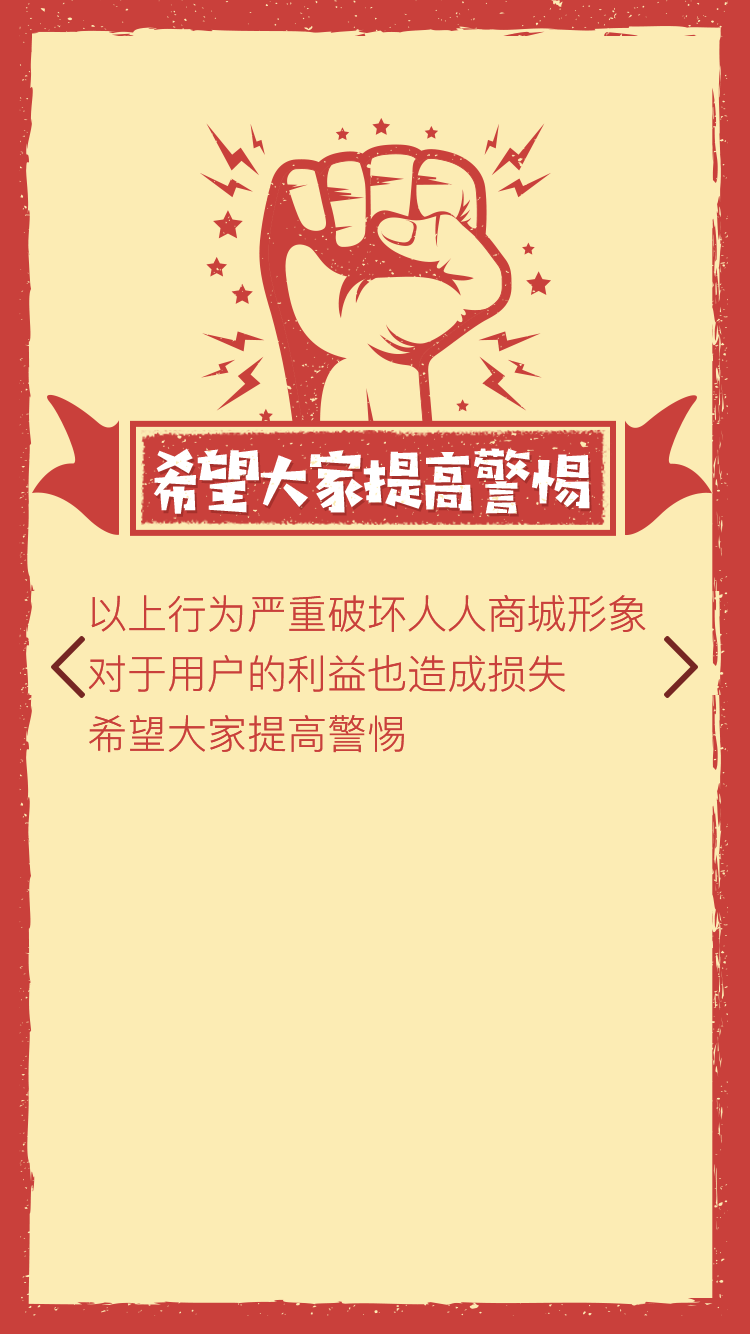 希望大家提高警惕
以上行为严重破坏人人商城形象
对于用户的利益也造成损失
希望大家提高警惕